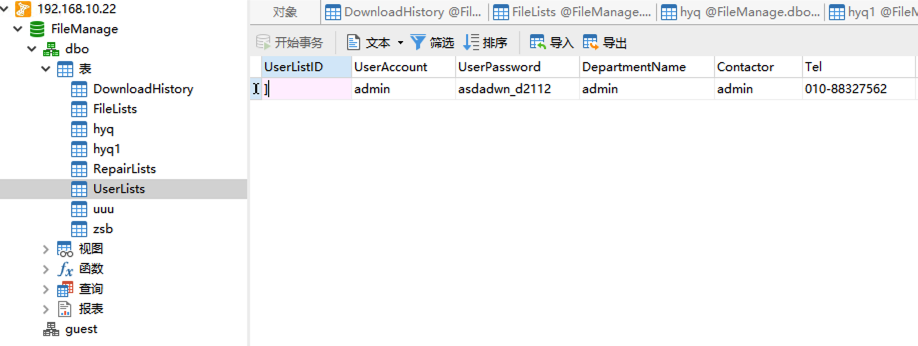 192.168.10.22
FileManage
dbo
表
DownloadHistory
FileLists
hyq
hyq1
RepairLists
UserLists
uuu
zsb
视图
函数
查询
报表
guest
对象 DownloadHistory @Fil... FileLists @FileManage.... hyq @FileManage.dbo... hyq1 @FileM
开始事务 文本 筛选 排序 导入 导出
UserListID UserAccount UserPassword DepartmentName Contactor Tel
1 admin asdadwn_d2112 admin admin 010-88327562